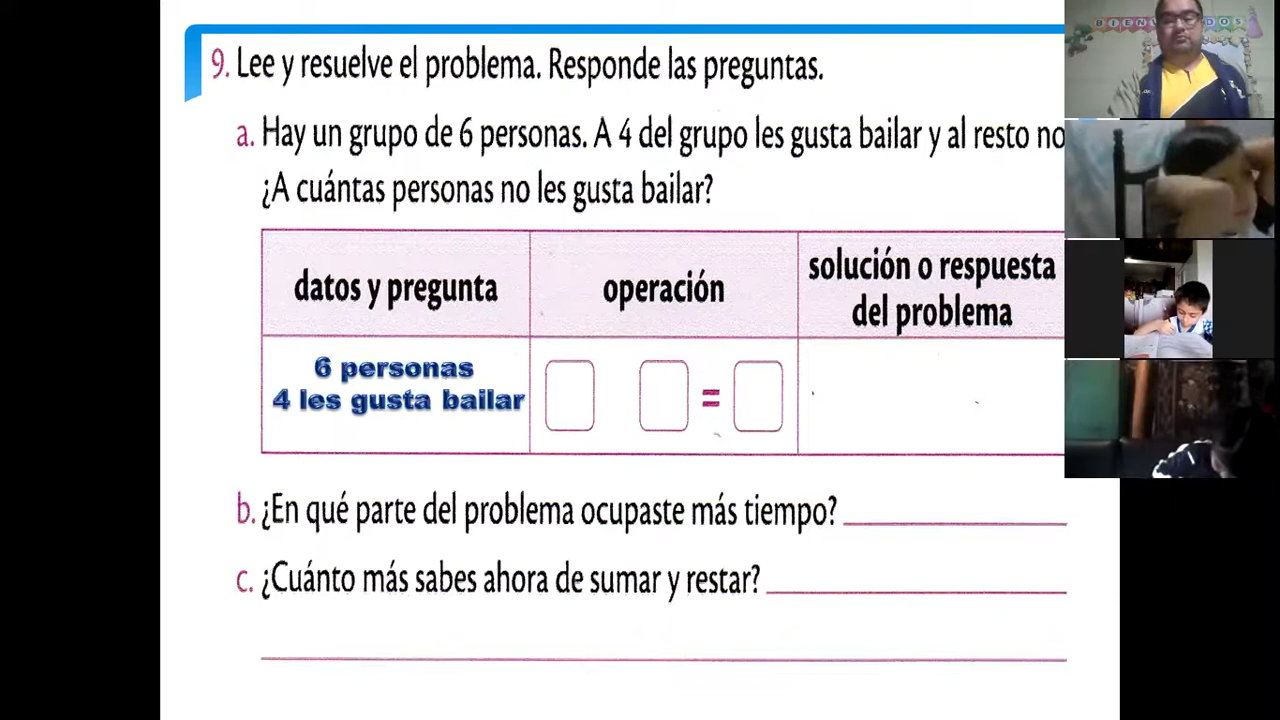 9. Lee y resuelve el problema. Responde las preguntas.
a. Hay un grupo de 6 personas. A 4 del grupo les gusta bailar y al resto no
¿A cuántas personas no les gusta bailar?
datos y pregunta
operación
solución o respuesta
del problema
6 personas
4 les gusta bailar
=
b. ¿En qué parte del problema ocupaste más tiempo?
c. ¿Cuánto más sabes ahora de sumar y restar?
BIENVENIDOS